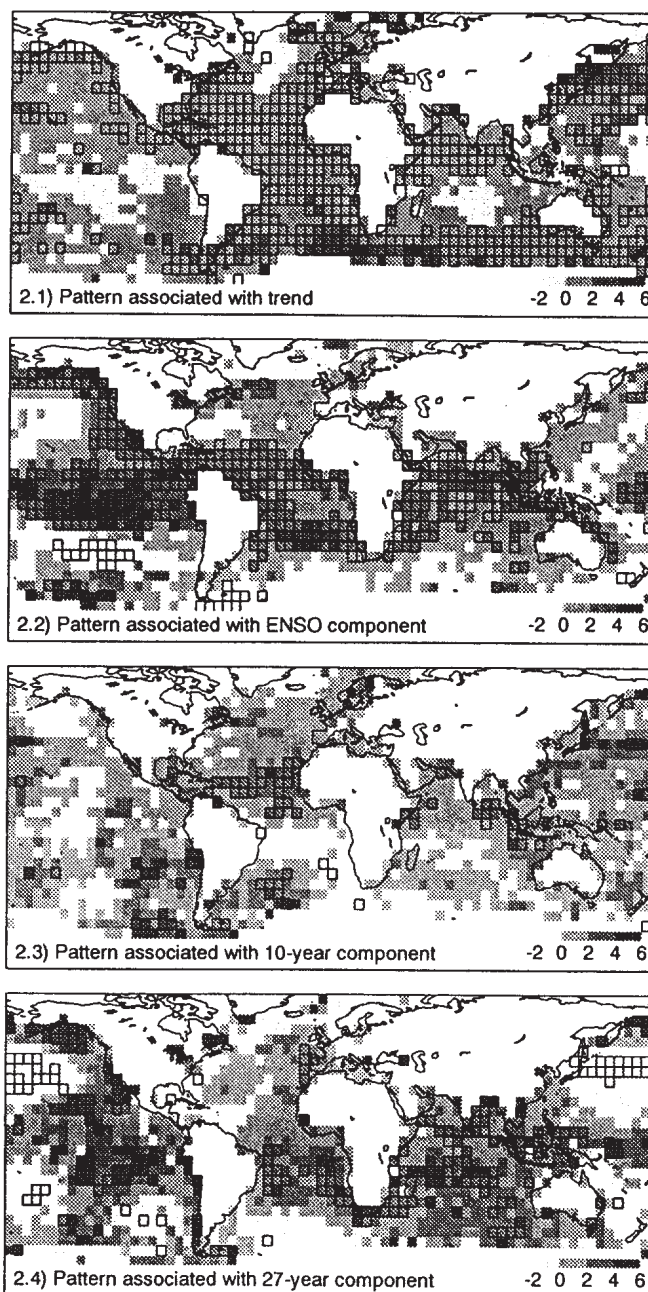 2.1) Pattern associated with trend
-2 0 2 4 6
2.2) Pattern associated with ENSO component
-2 0 2 4 6
2.3) Pattern associated with 10-year component
-2 0 2 4 6
2.4) Pattern associated with 27-year component
-2 0 2 4 6